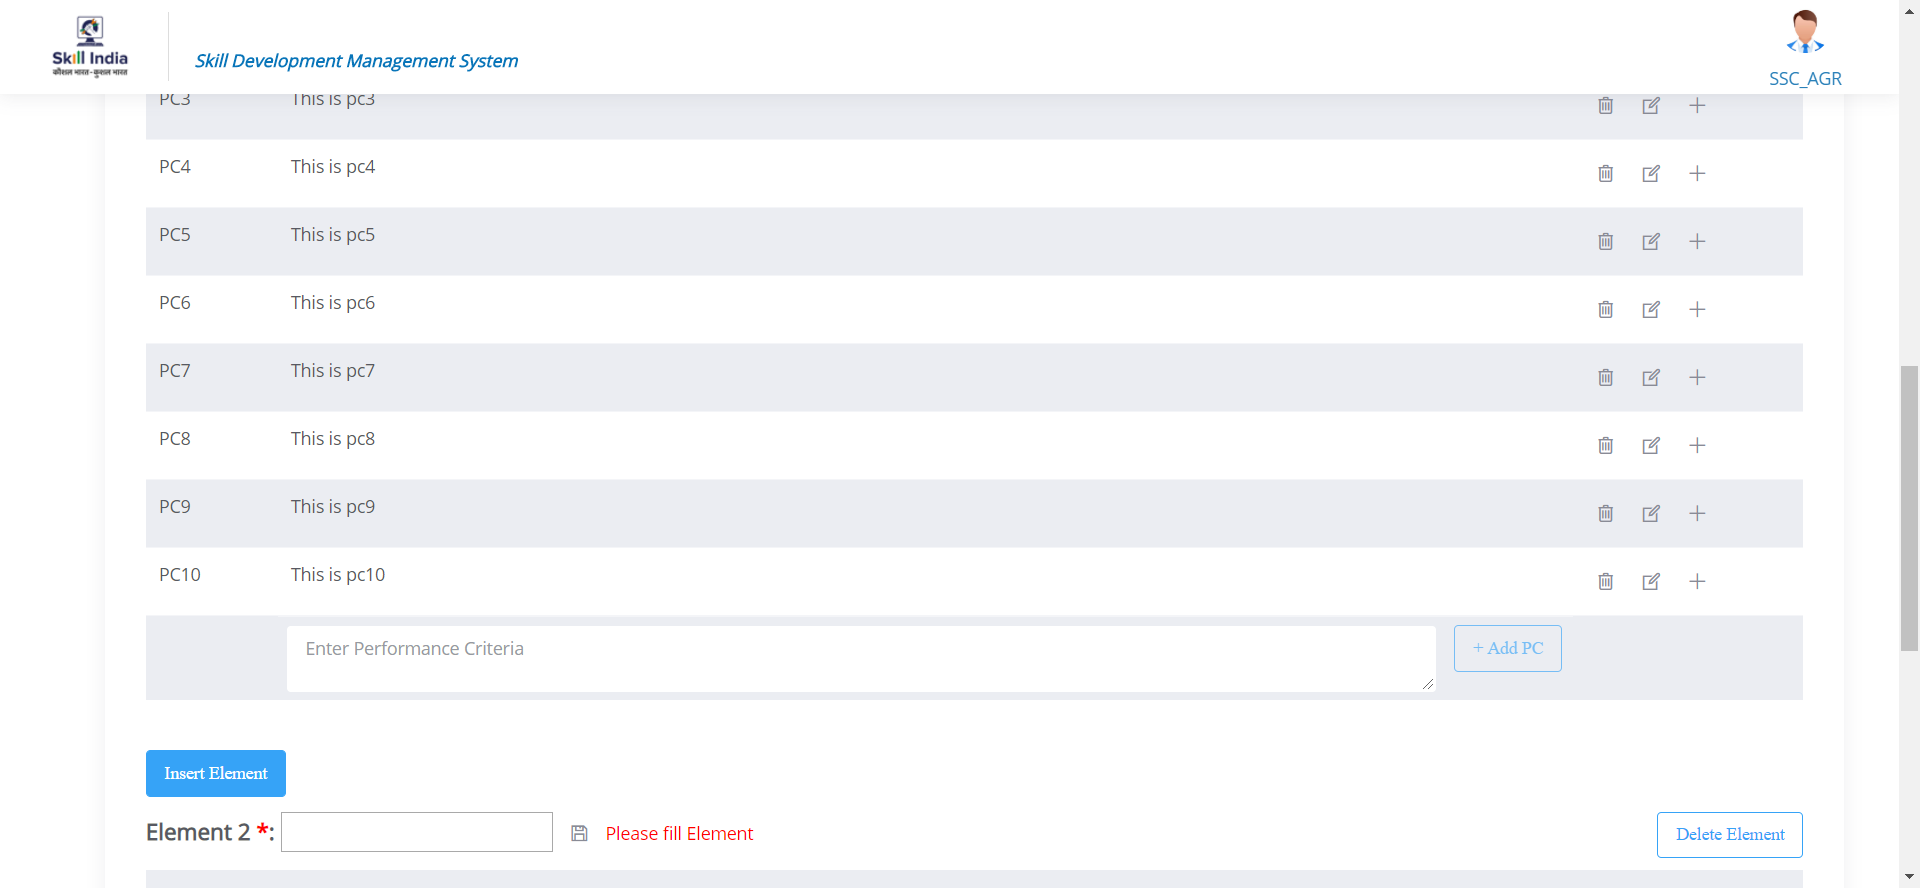 Skill India
कौशल भारत-कुशल भारत
Skill Development Management System
SSC_AGR
PC3 This is pc3
PC4 This is pc4
PC5 This is pc5
PC6 This is pc6
PC7 This is pc7
PC8 This is pc8
PC9 This is pc9
PC10 This is pc10
Enter Performance Criteria
+ Add PC
Insert Element
Element 2 *:
Please fill Element
Delete Element